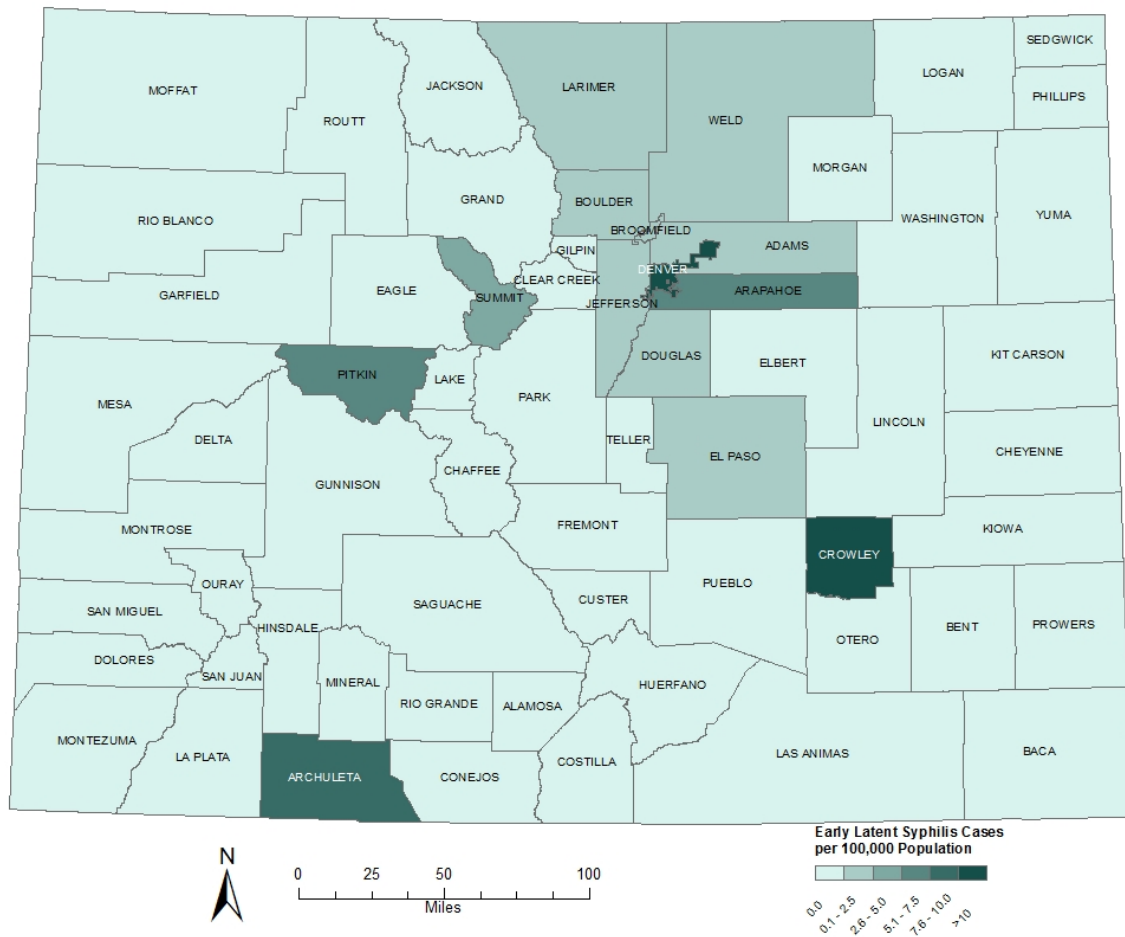 SEDGWICK
LOGAN
JACKSON
LARIMER
MOFFAT
PHILLIPS
ROUTT
WELD
MORGAN
GRAND
BOULDER
RIO BLANCO
WASHINGTON
YUMA
BROOMFIELD
GILPIN
ADAMS
DENVER
CLEAR CREEK
EAGLE
ARAPAHOE
GARFIELD
SUMMIT
JEFFERSON
KIT CARSON
DOUGLAS
ELBERT
PITKIN
LAKE
PARK
MESA
LINCOLN
DELTA
TELLER
CHEYENNE
EL PASO
CHAFFEE
GUNNISON
FREMONT
MONTROSE
KIOWA
CROWLEY
OURAY
PUEBLO
CUSTER
SAGUACHE
SAN MIGUEL
PROWERS
HINSDALE
BENT
OTERO
DOLORES
SAN JUAN
MINERAL
HUERFANO
RIO GRANDE
ALAMOSA
MONTEZUMA
LA PLATA
BACA
LAS ANIMAS
COSTILLA
ARCHULETA
CONEJOS
Early Latent Syphilis Cases
per 100,000 Population
0.0
0.1 - 2.5
2.6 - 5.0
5.1 - 7.5
7.6 - 10.0
>10
N
0 25 50 100
Miles